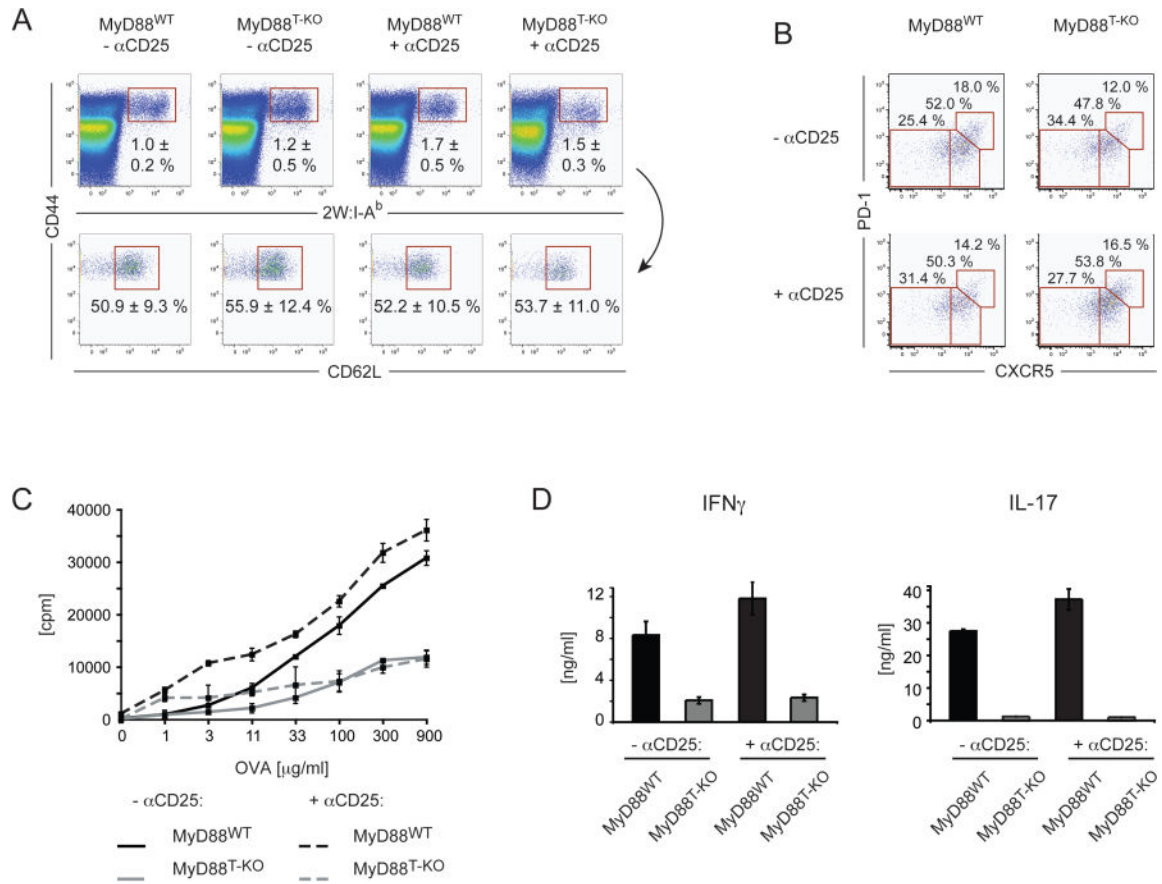 A
MyD88WT - αCD25
MyD88T-KO - αCD25
MyD88WT + αCD25
MyD88T-KO + αCD25
CD44
1.0 ± 0.2 %
1.2 ± 0.5 %
1.7 ± 0.5 %
1.5 ± 0.3 %
2W:I-Ab
50.9 ± 9.3 %
55.9 ± 12.4 %
52.2 ± 10.5 %
53.7 ± 11.0 %
CD62L
B
MyD88WT
MyD88T-KO
- αCD25
18.0 %
52.0 %
25.4 %
12.0 %
47.8 %
34.4 %
PD-1
+ αCD25
14.2 %
50.3 %
31.4 %
16.5 %
53.8 %
27.7 %
CXCR5
C
[cpm]
40000
30000
20000
10000
0
0 1 3 11 33 100 300 900
OVA [μg/ml]
- αCD25: + αCD25:
MyD88WT MyD88WT
MyD88T-KO MyD88T-KO
D
IFNγ
[ng/ml]
12
8
4
0
- αCD25: + αCD25:
MyD88WT MyD88T-KO MyD88WT MyD88T-KO
IL-17
[ng/ml]
40
30
20
10
0
- αCD25: + αCD25:
MyD88WT MyD88T-KO MyD88WT MyD88T-KO